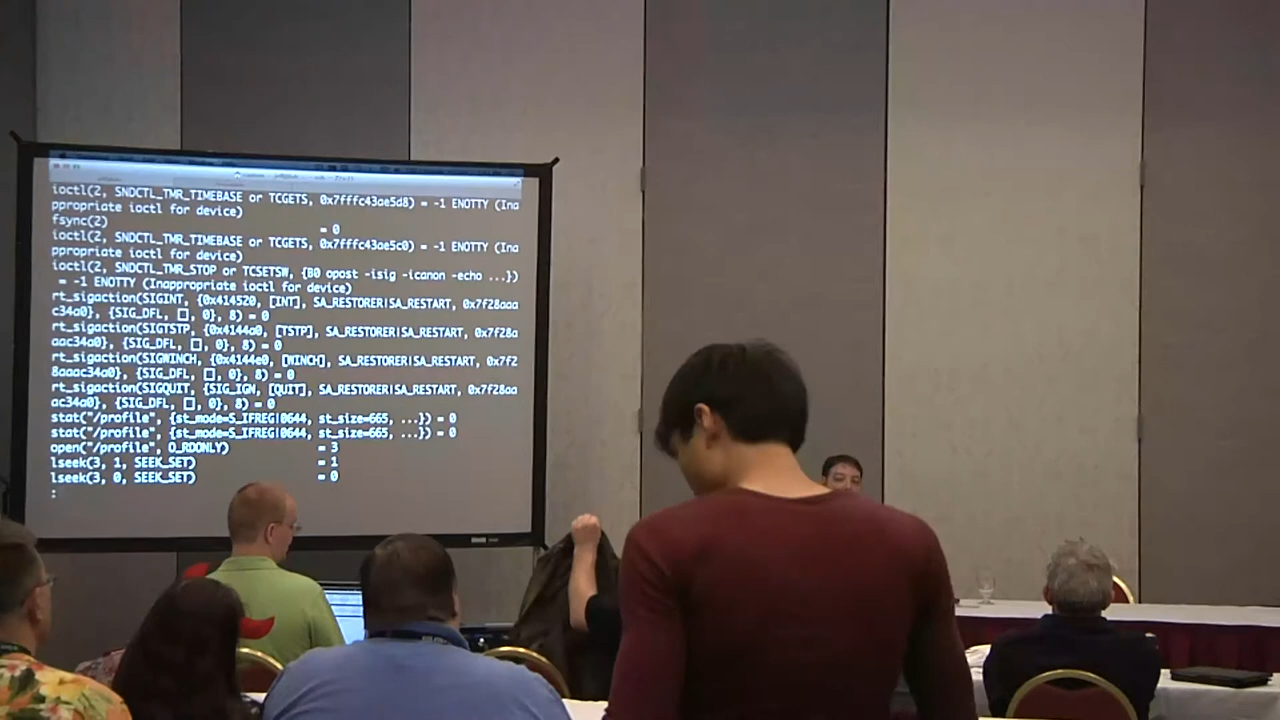 ioctl(2, SNDCTL_TMR_TIMEBASE or TCGETS, 0x7fffc43ae5d8) = -1 ENOTTY (Ina
ppropriate ioctl for device)
fsync(2) = 0
ioctl(2, SNDCTL_TMR_TIMEBASE or TCGETS, 0x7fffc43ae5c0) = -1 ENOTTY (Ina
ppropriate ioctl for device)
ioctl(2, SNDCTL_TMR_STOP or TCSETSW, {B0 opost -isig -icanon -echo ...})
= -1 ENOTTY (Inappropriate ioctl for device)
rt_sigaction(SIGINT, {0x414520, [INT], SA_RESTORER|SA_RESTART, 0x7f28aaa
c34a0}, {SIG_DFL, [], 0}, 8) = 0
rt_sigaction(SIGTSTP, {0x4144a0, [TSTP], SA_RESTORER|SA_RESTART, 0x7f28a
aac34a0}, {SIG_DFL, [], 0}, 8) = 0
rt_sigaction(SIGWINCH, {0x4144e0, [WINCH], SA_RESTORER|SA_RESTART, 0x7f2
8aaac34a0}, {SIG_DFL, [], 0}, 8) = 0
rt_sigaction(SIGQUIT, {SIG_IGN, [QUIT], SA_RESTORER|SA_RESTART, 0x7f28aa
ac34a0}, {SIG_DFL, [], 0}, 8) = 0
stat("/profile", {st_mode=S_IFREG|0644, st_size=665, ...}) = 0
stat("/profile", {st_mode=S_IFREG|0644, st_size=665, ...}) = 0
open("/profile", O_RDONLY) = 3
lseek(3, 1, SEEK_SET) = 1
lseek(3, 0, SEEK_SET) = 0
: